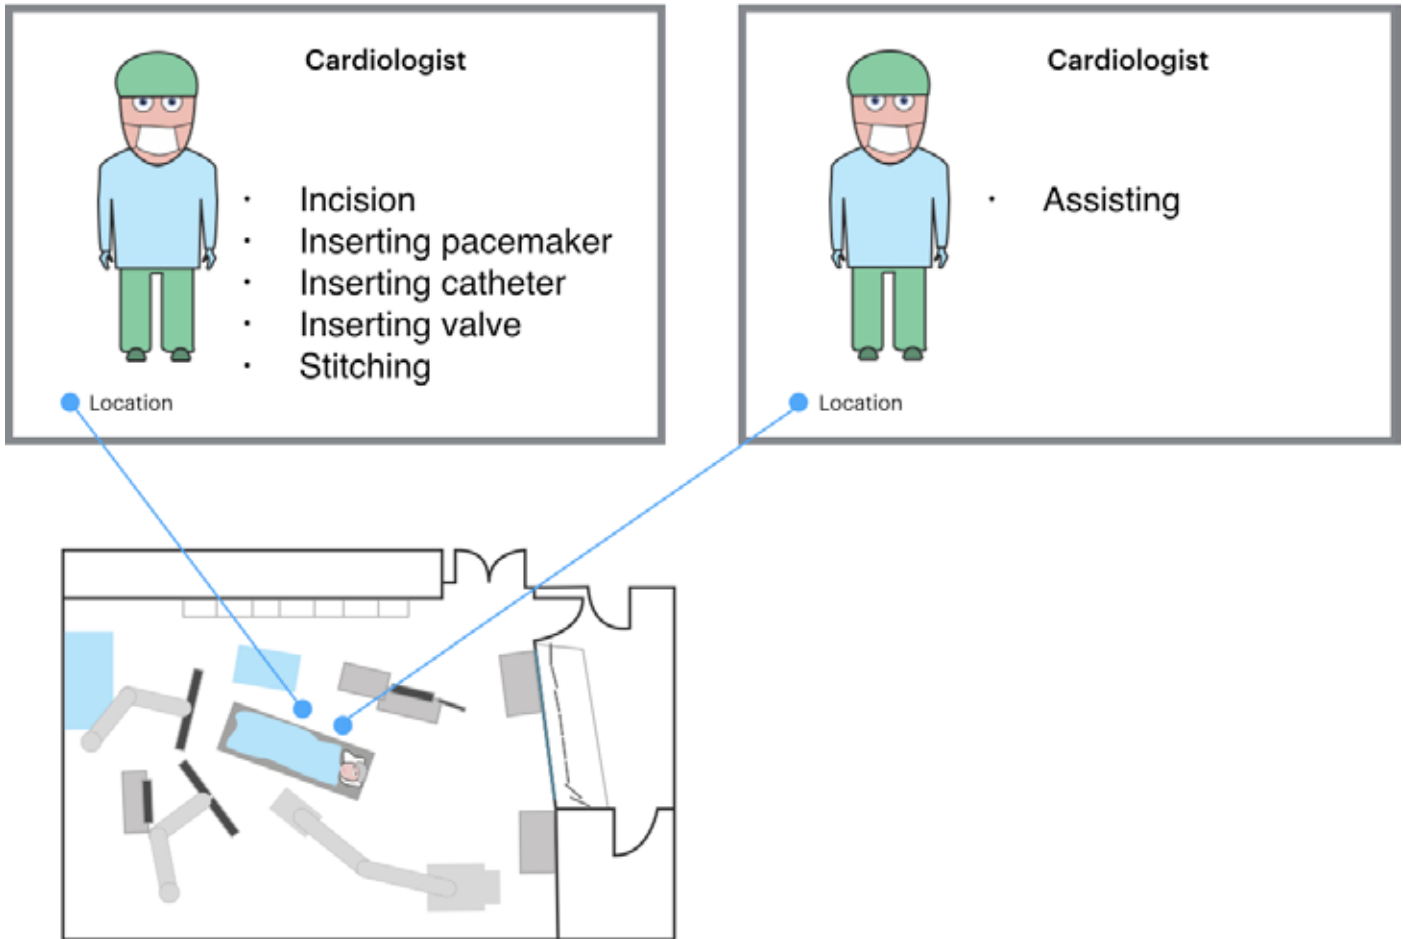 Cardiologist
· Incision
· Inserting pacemaker
· Inserting catheter
· Inserting valve
· Stitching
Location
Cardiologist
· Assisting
Location